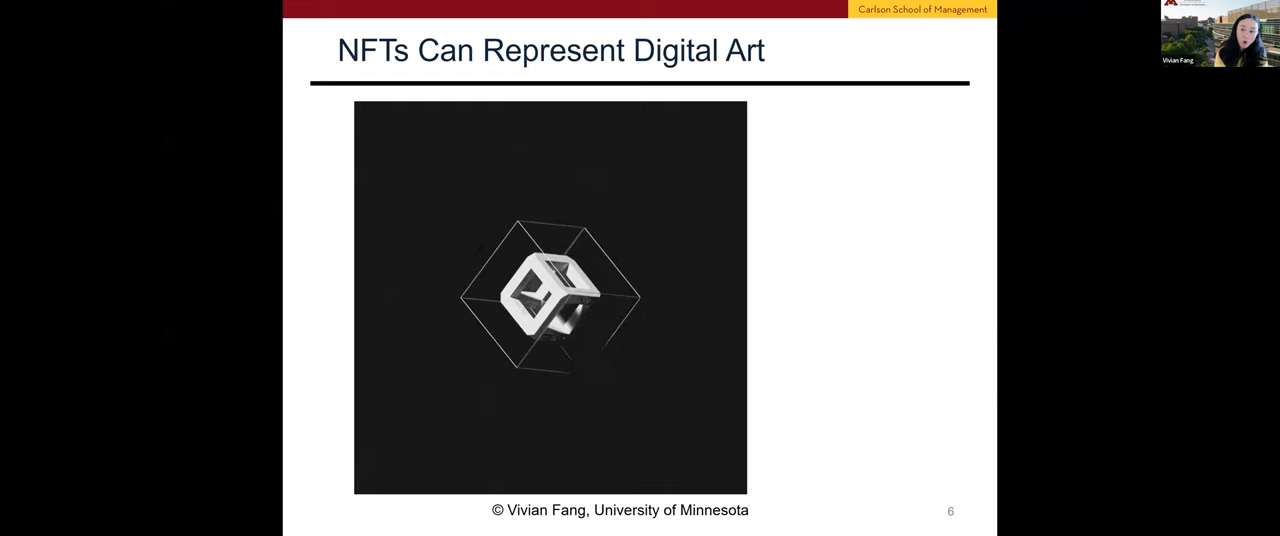 Carlson School of Management
NFTs Can Represent Digital Art
Vivian Fang
© Vivian Fang, University of Minnesota
6